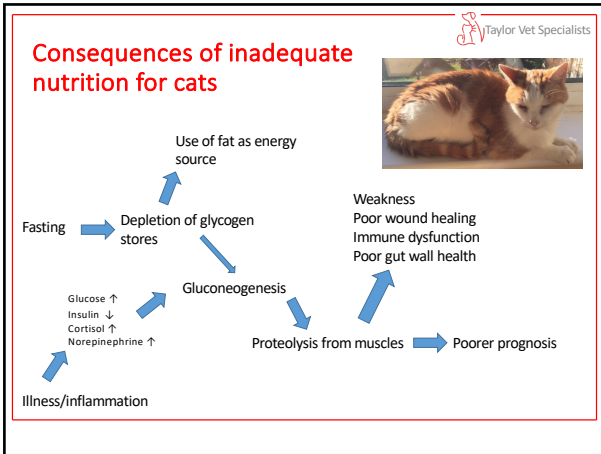 Taylor Vet Specialists
Consequences of inadequate
nutrition for cats
Use of fat as energy
source
Fasting
Depletion of glycogen
stores
Weakness
Poor wound healing
Immune dysfunction
Poor gut wall health
Glucose ↑
Insulin ↓
Cortisol ↑
Norepinephrine ↑
Gluconeogenesis
Proteolysis from muscles
Poorer prognosis
Illness/inflammation